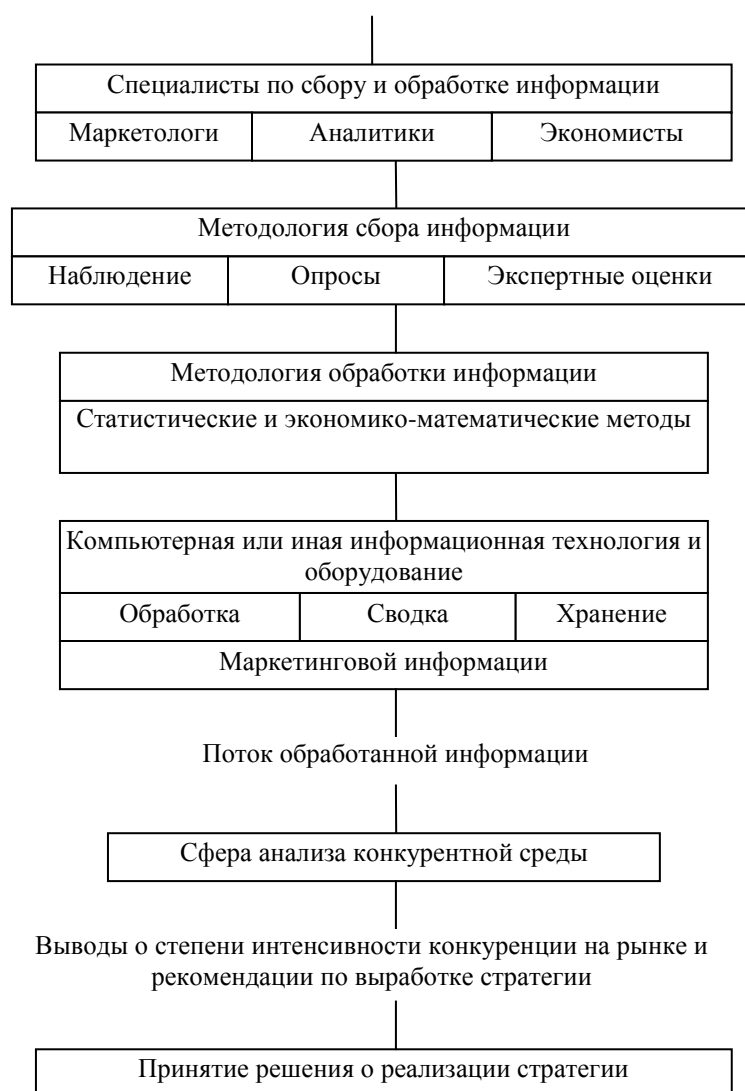 Специалисты по сбору и обработке информации
Маркетологи Аналитики Экономисты
Методология сбора информации
Наблюдение Опросы Экспертные оценки
Методология обработки информации
Статистические и экономико-математические методы
Компьютерная или иная информационная технология и
оборудование
Обработка Сводка Хранение
Маркетинговой информации
Поток обработанной информации
Сфера анализа конкурентной среды
Выводы о степени интенсивности конкуренции на рынке и
рекомендации по выработке стратегии
Принятие решения о реализации стратегии